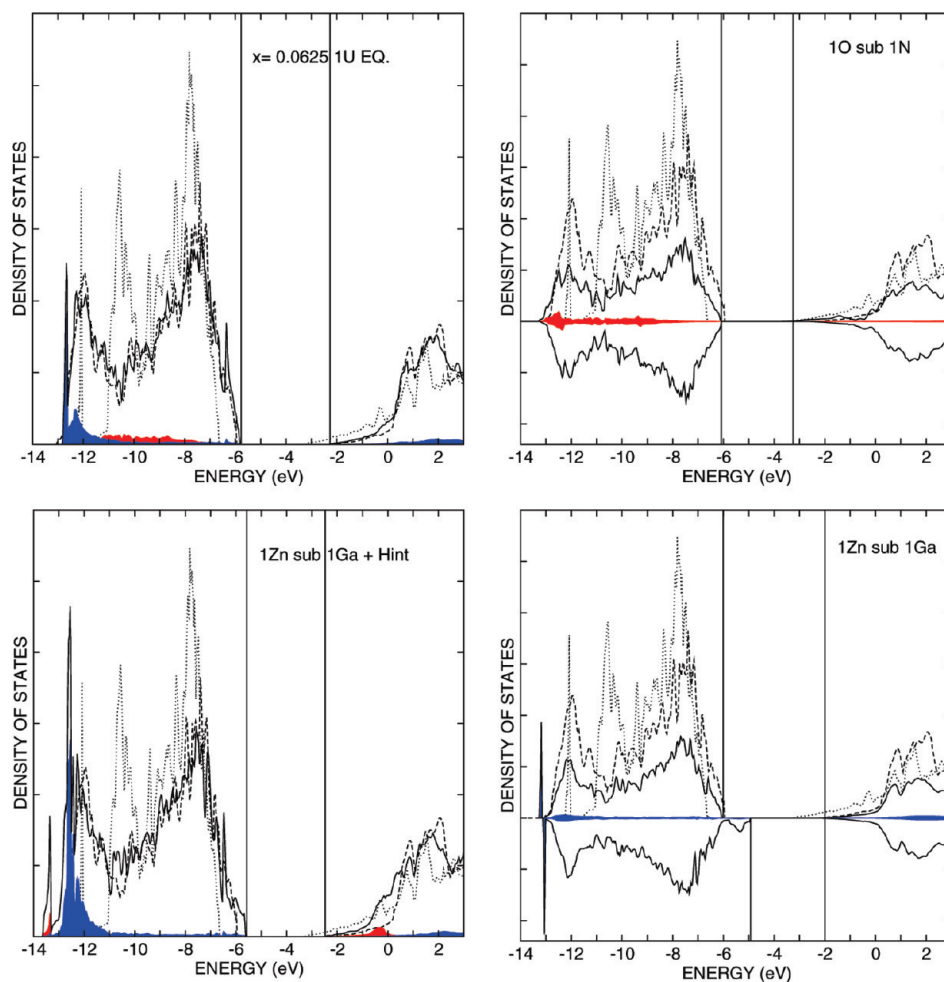 x= 0.0625 1U EQ.
DENSITY OF STATES
-14 -12 -10 -8 -6 -4 -2 0 2
ENERGY (eV)
1O sub 1N
DENSITY OF STATES
-14 -12 -10 -8 -6 -4 -2 0 2
ENERGY (eV)
1Zn sub 1Ga + Hint
DENSITY OF STATES
-14 -12 -10 -8 -6 -4 -2 0 2
ENERGY (eV)
1Zn sub 1Ga
DENSITY OF STATES
-14 -12 -10 -8 -6 -4 -2 0 2
ENERGY (eV)